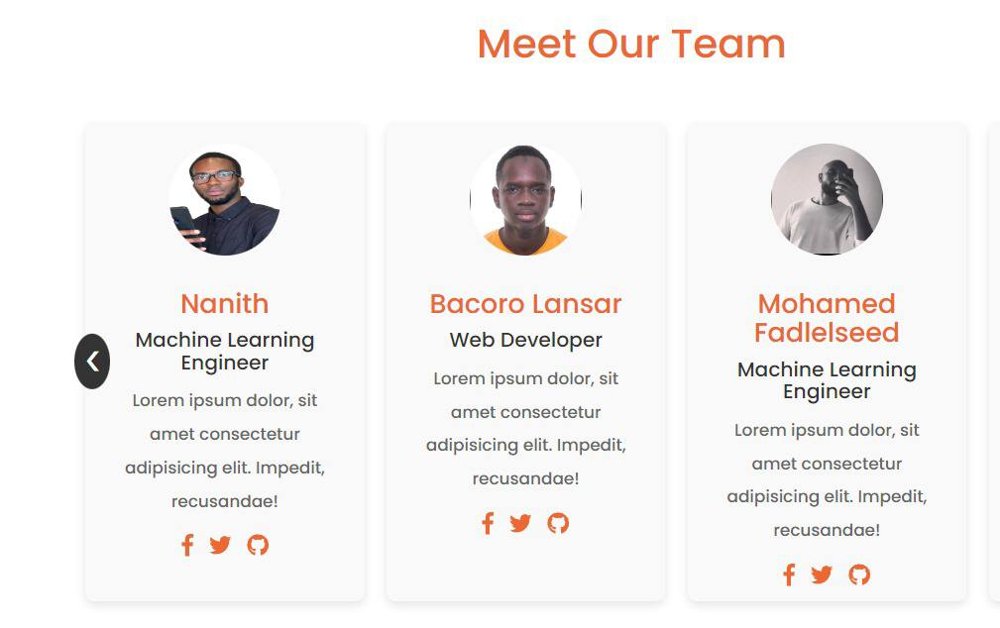 Meet Our Team
Nanith
Machine Learning
Engineer
Lorem ipsum dolor, sit
amet consectetur
adipisicing elit. Impedit,
recusandae!
Bacoro Lansar
Web Developer
Lorem ipsum dolor, sit
amet consectetur
adipisicing elit. Impedit,
recusandae!
Mohamed
Fadlelseed
Machine Learning
Engineer
Lorem ipsum dolor, sit
amet consectetur
adipisicing elit. Impedit,
recusandae!